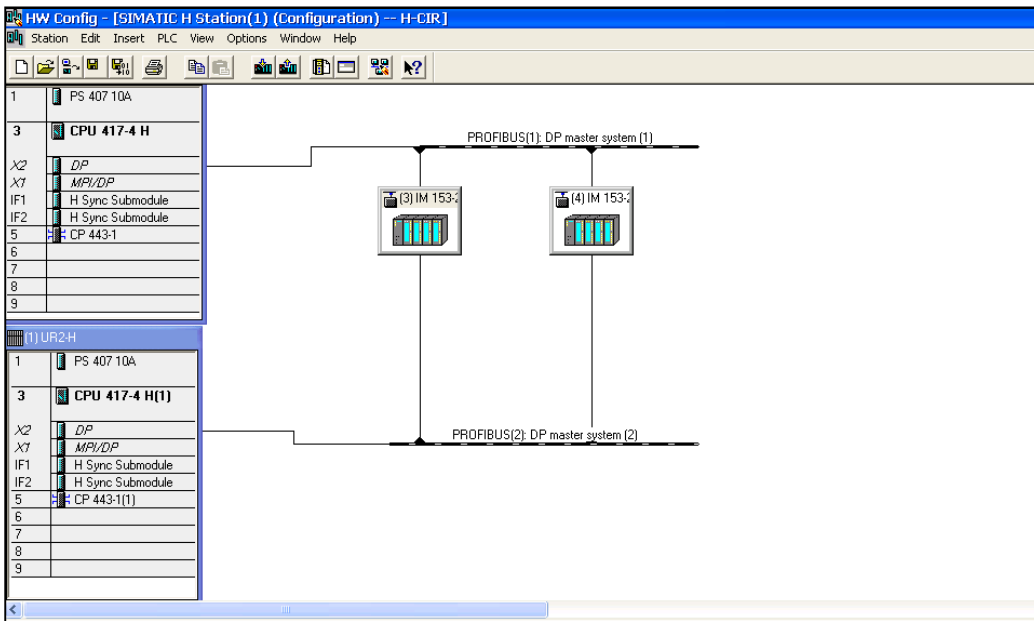 HW Config - [SIMATIC H Station(1) (Configuration) -- H-CIR]
Station Edit Insert PLC View Options Window Help
1 PS 407 10A
3 CPU 417-4 H
X2 DP
X1 MPI/DP
IF1 H Sync Submodule
IF2 H Sync Submodule
5 CP 443-1
6
7
8
9
PROFIBUS(1): DP master system (1)
(3) IM 153-2
(4) IM 153-2
(1) UR2-H
1 PS 407 10A
3 CPU 417-4 H(1)
X2 DP
X1 MPI/DP
IF1 H Sync Submodule
IF2 H Sync Submodule
5 CP 443-1(1)
6
7
8
9
PROFIBUS(2): DP master system (2)